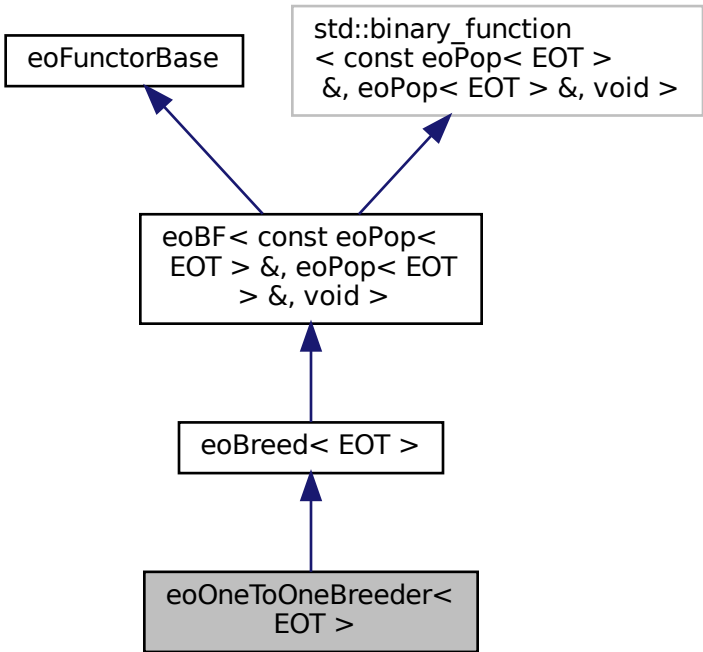 eoFunctorBase
std::binary_function
< const eoPop< EOT >
&, eoPop< EOT > &, void >
eoBF< const eoPop<
EOT > &, eoPop< EOT
> &, void >
eoBreed< EOT >
eoOneToOneBreeder<
EOT >